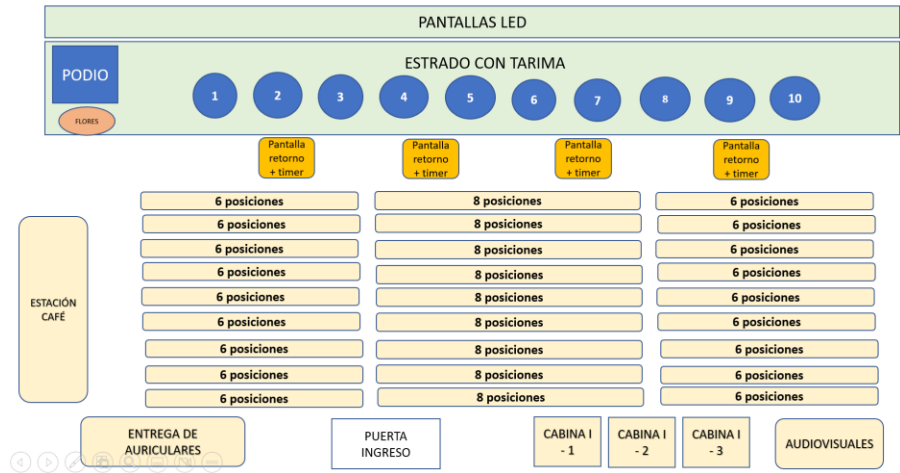 PANTALLAS LED
ESTRADO CON TARIMA
PODIO
FLORES
1
2
3
4
5
6
7
8
9
10
Pantalla
retorno
+ timer
Pantalla
retorno
+ timer
Pantalla
retorno
+ timer
Pantalla
retorno
+ timer
6 posiciones
8 posiciones
6 posiciones
6 posiciones
8 posiciones
6 posiciones
6 posiciones
8 posiciones
6 posiciones
6 posiciones
8 posiciones
6 posiciones
6 posiciones
8 posiciones
6 posiciones
6 posiciones
8 posiciones
6 posiciones
6 posiciones
8 posiciones
6 posiciones
6 posiciones
8 posiciones
6 posiciones
6 posiciones
8 posiciones
6 posiciones
ESTACIÓN
CAFÉ
ENTREGA DE
AURICULARES
PUERTA
INGRESO
CABINA I
- 1
CABINA I
- 2
CABINA I
- 3
AUDIOVISUALES